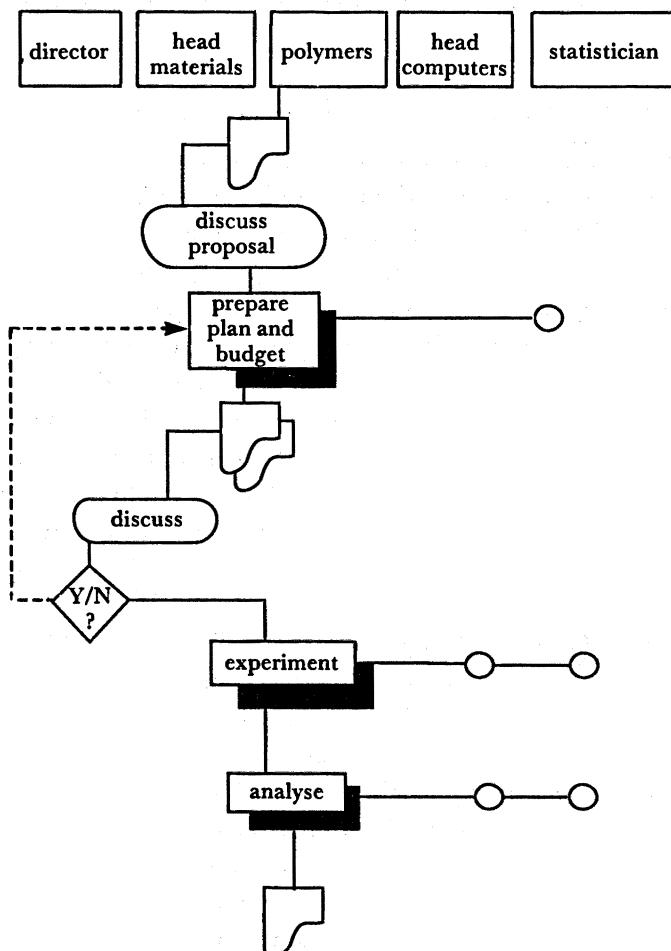 director
head
materials
polymers
head
computers
statistician
discuss
proposal
prepare
plan and
budget
discuss
Y/N
?
experiment
analyse